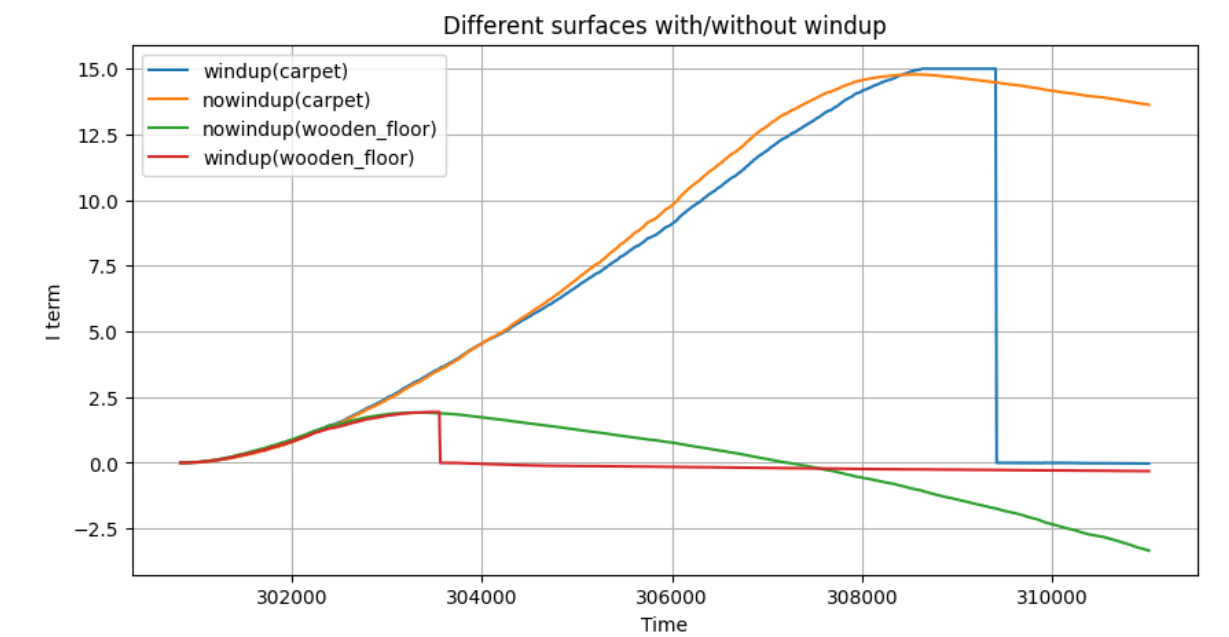 Different surfaces with/without windup
windup(carpet)
nowindup(carpet)
nowindup(wooden_floor)
windup(wooden_floor)
I term
15.0
12.5
10.0
7.5
5.0
2.5
0.0
−2.5
302000 304000 306000 308000 310000
Time